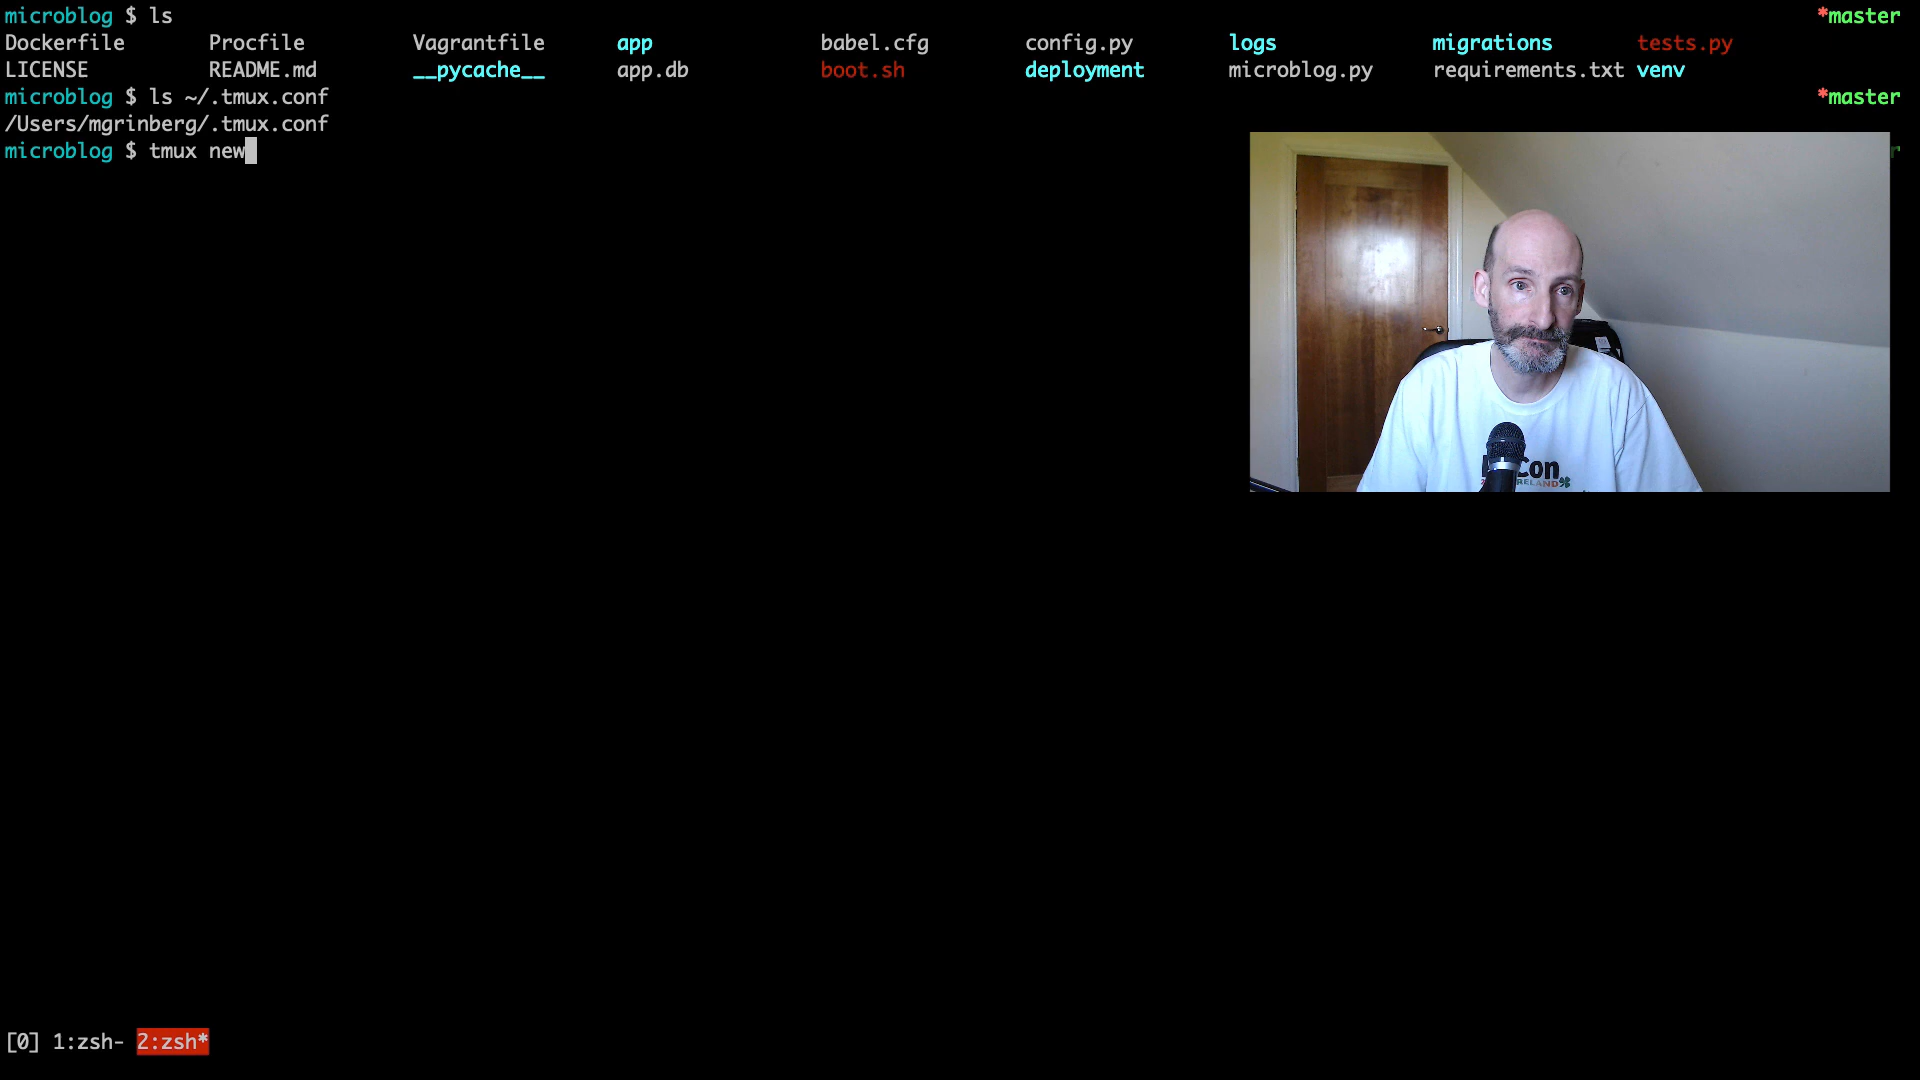 microblog $ ls *master
Dockerfile Procfile Vagrantfile app babel.cfg config.py logs migrations tests.py
LICENSE README.md __pycache__ app.db boot.sh deployment microblog.py requirements.txt venv
microblog $ ls ~/.tmux.conf *master
/Users/mgrinberg/.tmux.conf
microblog $ tmux new
[0] 1:zsh- 2:zsh*